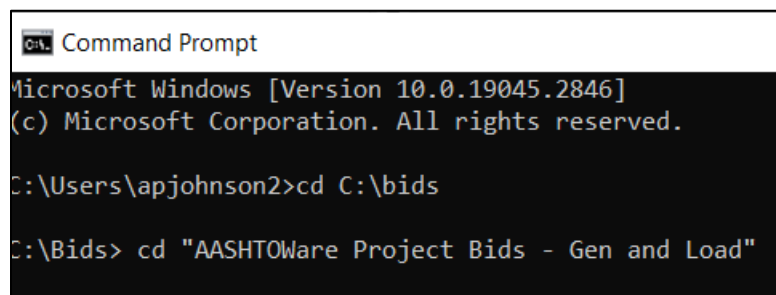 C:\. Command Prompt
Microsoft Windows [Version 10.0.19045.2846]
(c) Microsoft Corporation. All rights reserved.
C:\Users\apjohnson2>cd C:\bids
C:\Bids> cd "AASHTOWare Project Bids - Gen and Load"